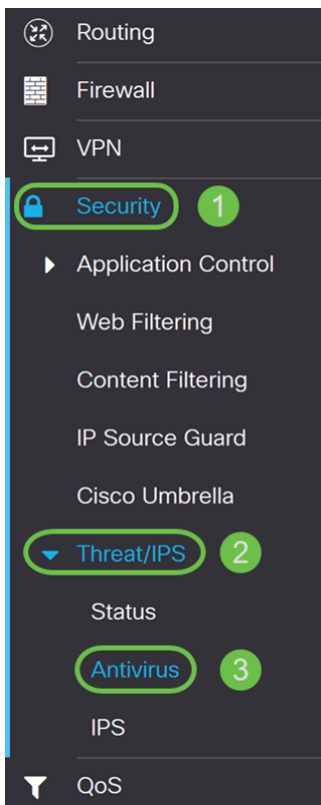 Routing
Firewall
VPN
Security 1
Application Control
Web Filtering
Content Filtering
IP Source Guard
Cisco Umbrella
Threat/IPS 2
Status
Antivirus 3
IPS
QoS